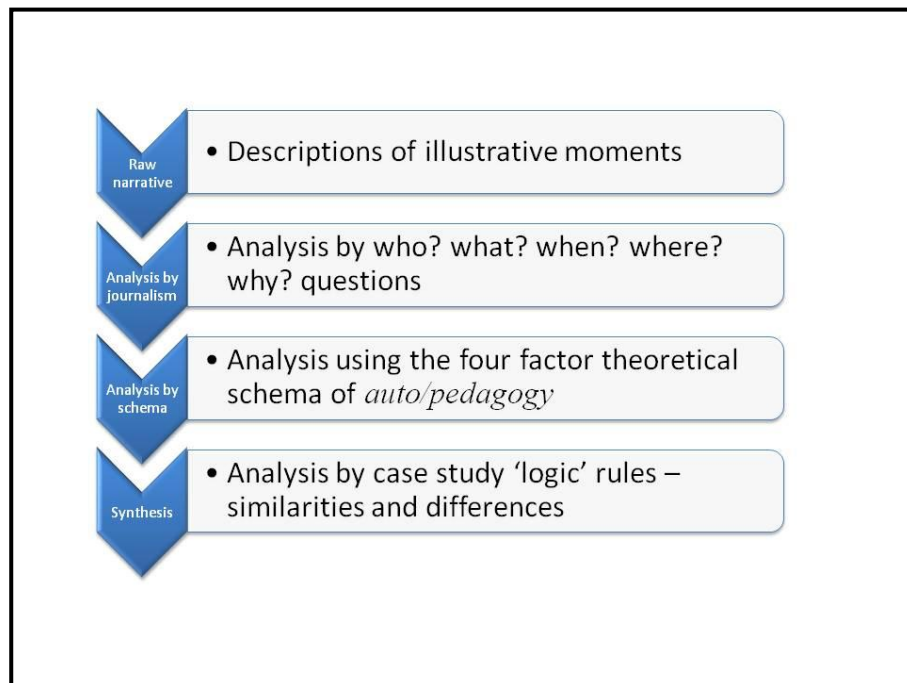 Raw
narrative
• Descriptions of illustrative moments
Analysis by
journalism
• Analysis by who? what? when? where?
why? questions
Analysis by
schema
• Analysis using the four factor theoretical
schema of auto/pedagogy
Synthesis
• Analysis by case study ‘logic’ rules –
similarities and differences